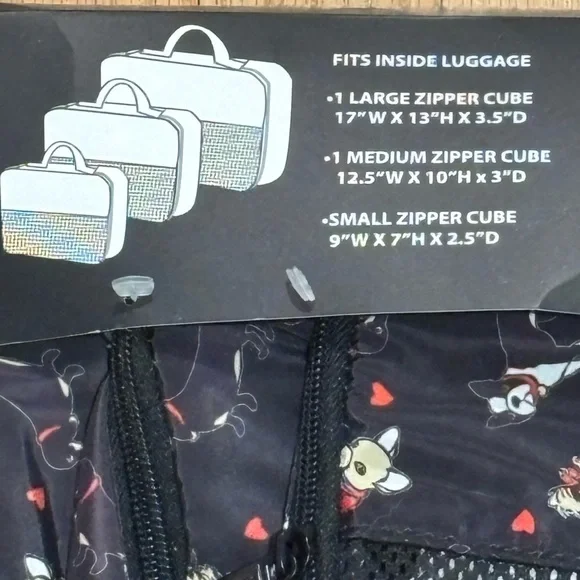 FITS INSIDE LUGGAGE
•1 LARGE ZIPPER CUBE
17"W X 13"H X 3.5"D
•1 MEDIUM ZIPPER CUBE
12.5"W X 10"H x 3"D
•SMALL ZIPPER CUBE
9"W X 7"H X 2.5"D